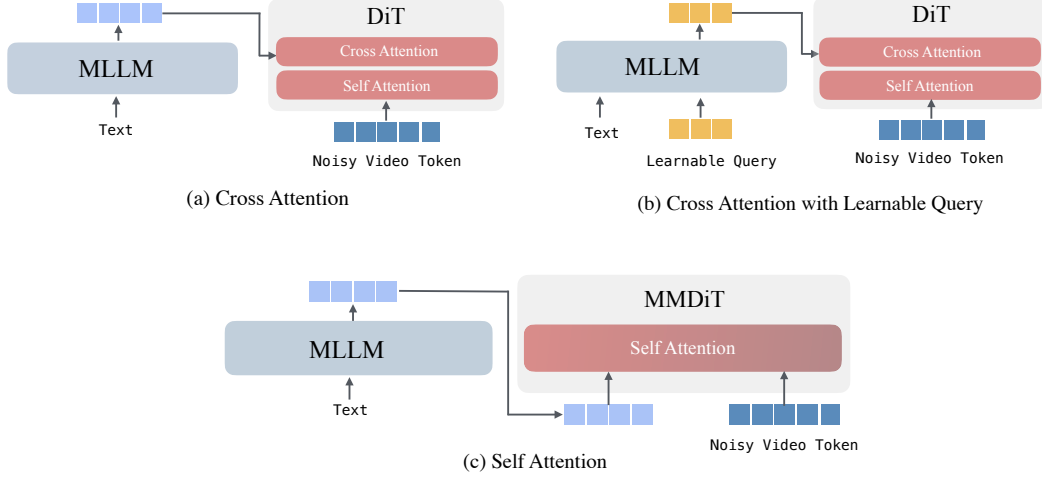 DiT
Cross Attention
MLLM
Self Attention
Text
Noisy Video Token
(a) Cross Attention
DiT
Cross Attention
MLLM
Self Attention
Text
Learnable Query
Noisy Video Token
(b) Cross Attention with Learnable Query
MMDiT
MLLM
Self Attention
Text
Noisy Video Token
(c) Self Attention